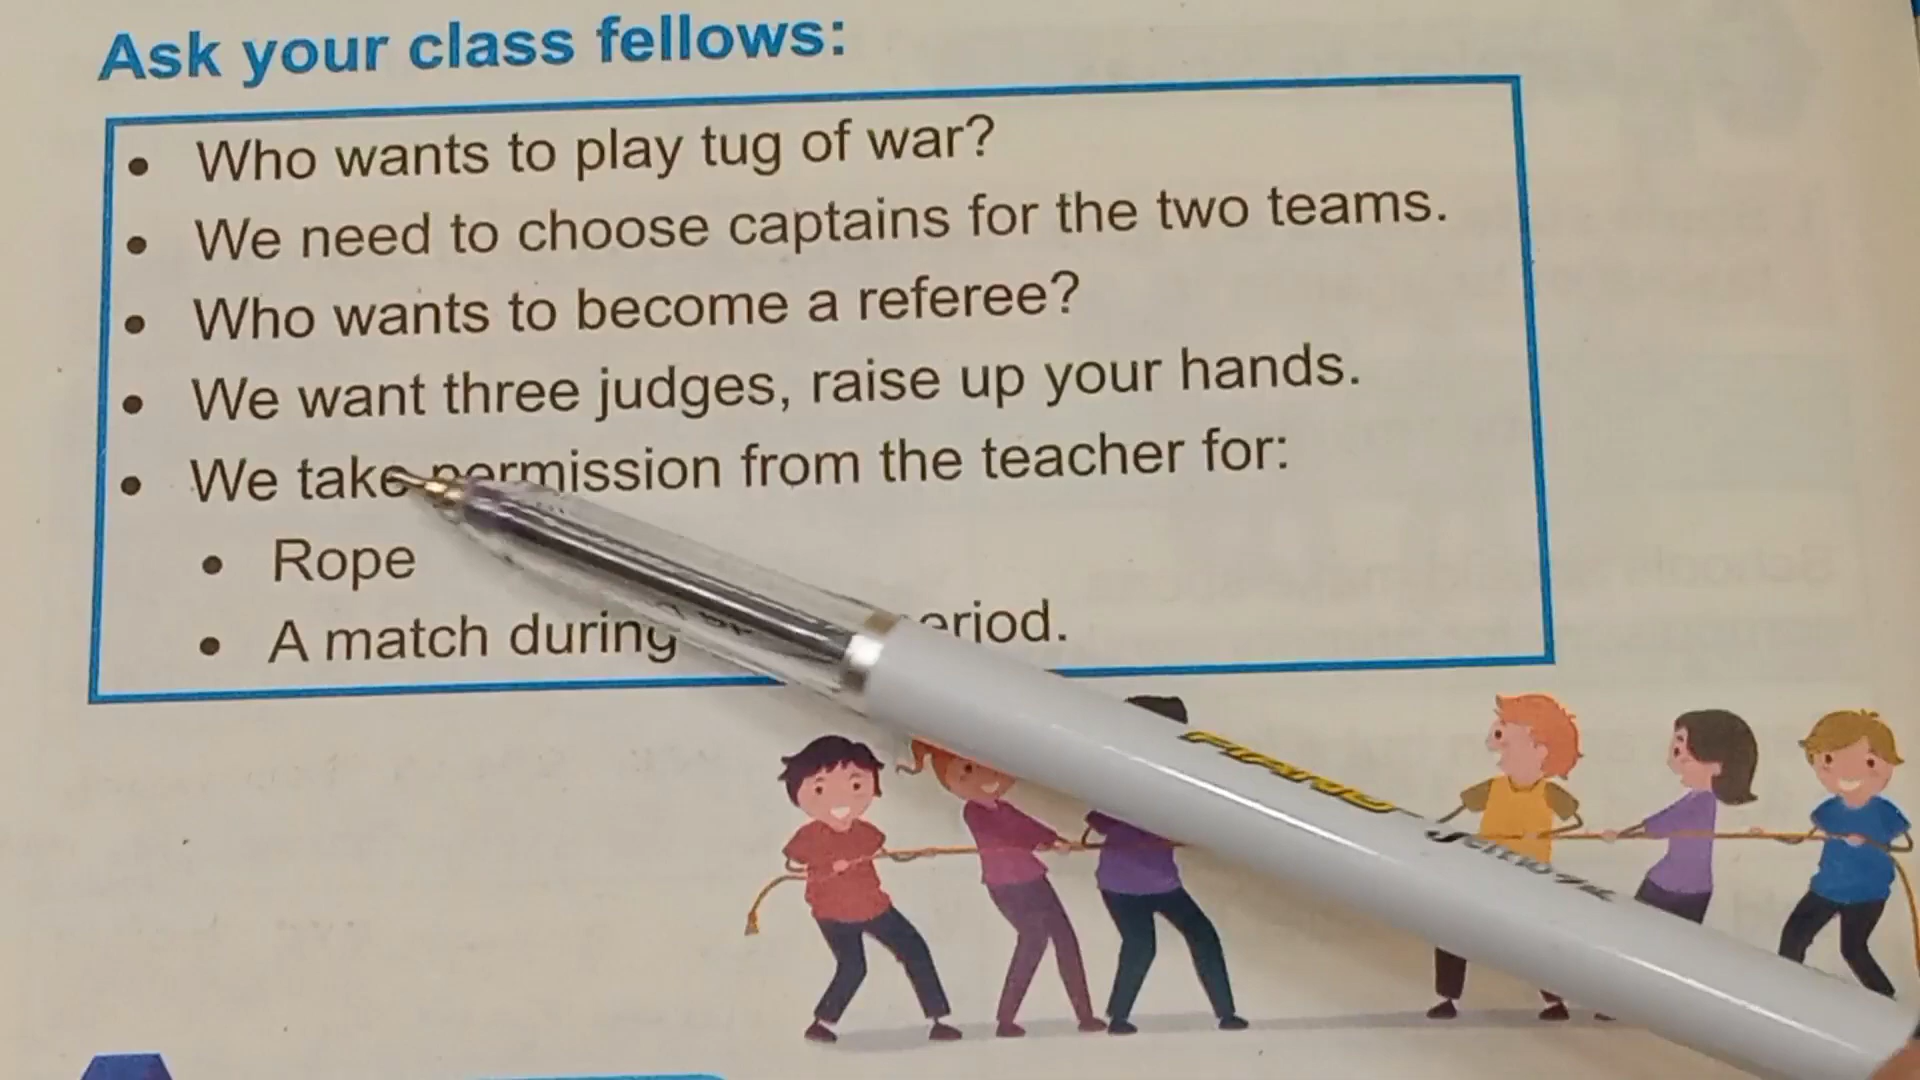 Ask your class fellows:
• Who wants to play tug of war?
• We need to choose captains for the two teams.
• Who wants to become a referee?
• We want three judges, raise up your hands.
• We take permission from the teacher for:
• Rope
• A match during
PIANO